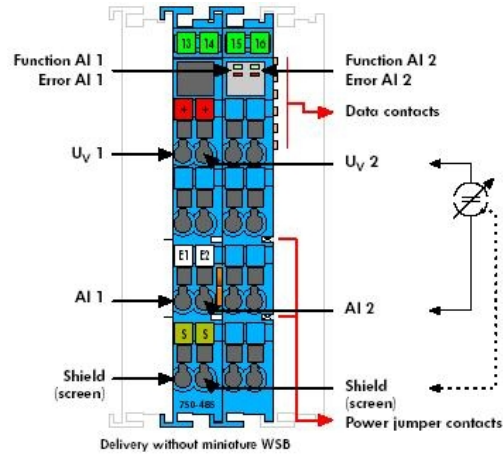 13 14 15 16
Function AI 1
Error AI 1
Function AI 2
Error AI 2
Data contacts
+ +
UV 1
UV 2
E1 E2
AI 1
AI 2
S S
Shield
(screen)
Shield
(screen)
750-485
Power jumper contacts
Delivery without miniature WSB